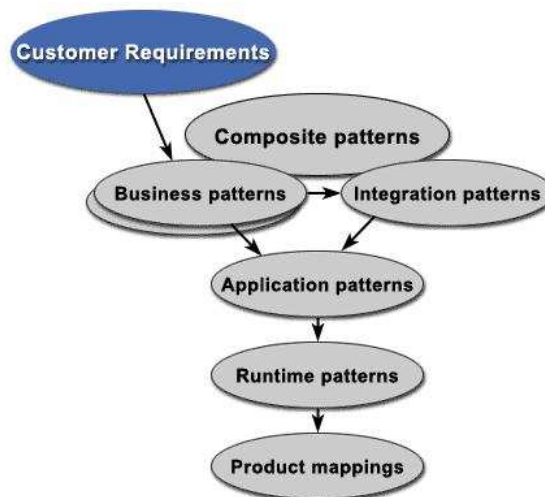 Customer Requirements
Composite patterns
Business patterns
Integration patterns
Application patterns
Runtime patterns
Product mappings